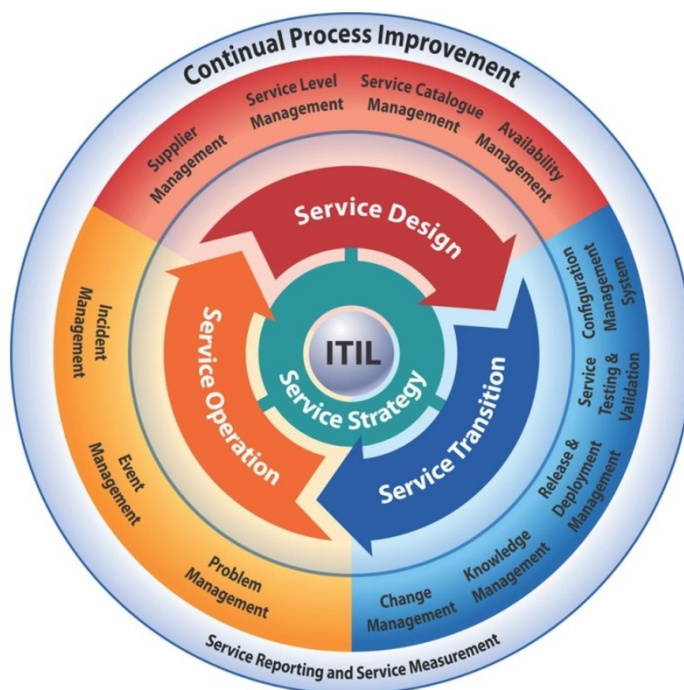 Continual Process Improvement
Supplier
Management
Service Level
Management
Service Catalogue
Management
Availability
Management
Configuration
Management
System
Service
Testing &
Validation
Release &
Deployment
Management
Knowledge
Management
Change
Management
Problem
Management
Event
Management
Incident
Management
Service Design
Service Transition
Service Operation
Service Strategy
ITIL
Service Reporting and Service Measurement